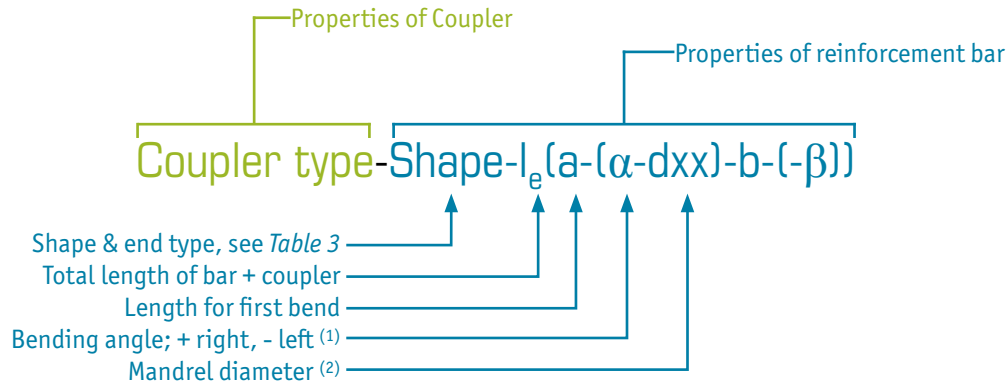 Properties of Coupler
Properties of reinforcement bar
Coupler type-Shape-lₑ(a-(α-dxx)-b-(-β))
Shape & end type, see Table 3
Total length of bar + coupler
Length for first bend
Bending angle; + right, - left (1)
Mandrel diameter (2)